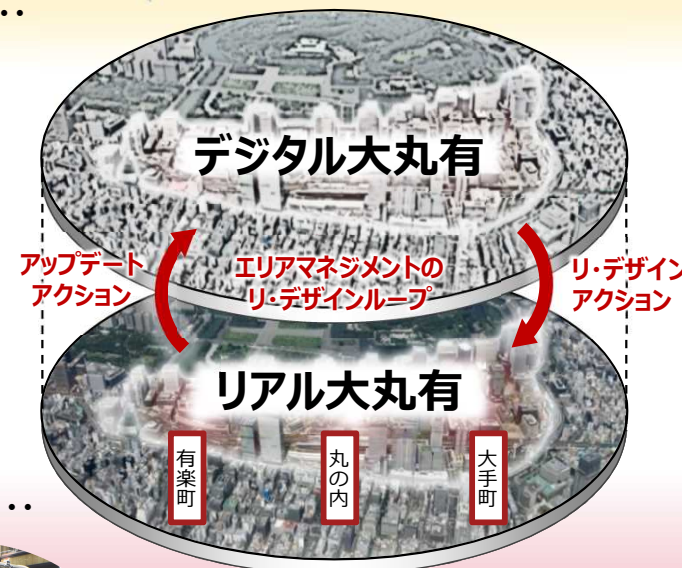 ‥
デジタル大丸有
アップデート
アクション
エリアマネジメントの
リ・デザインループ
リ・デザイン
アクション
リアル大丸有
有楽町
丸の内
大手町
‥